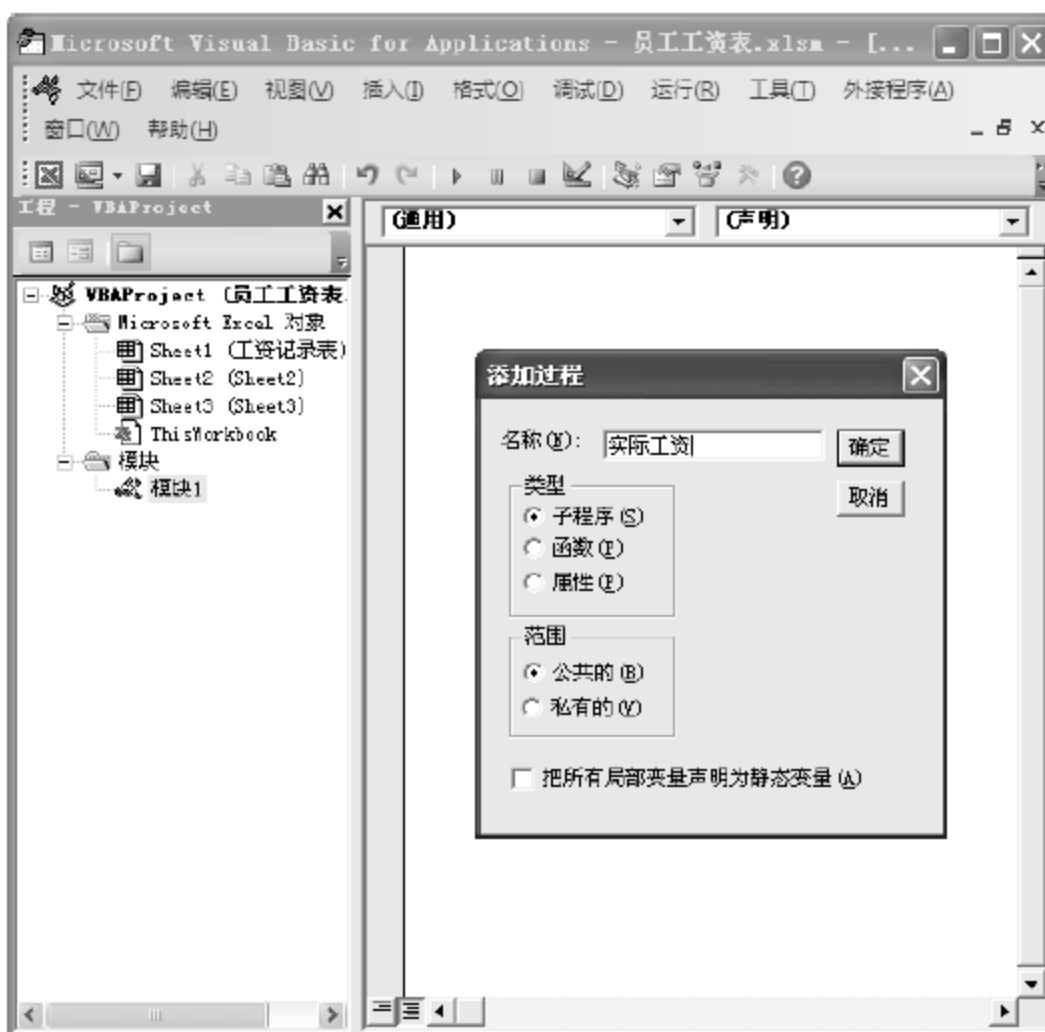 Microsoft Visual Basic for Applications - 员工工资表.xlsm - [...
文件(F) 编辑(E) 视图(V) 插入(I) 格式(O) 调试(D) 运行(R) 工具(T) 外接程序(A)
窗口(W) 帮助(H)
工程 - VBAProject
(通用) (声明)
VBAProject (员工工资表.
Microsoft Excel 对象
Sheet1 (工资记录表)
Sheet2 (Sheet2)
Sheet3 (Sheet3)
ThisWorkbook
模块
模块1
添加过程
名称(N): 实际工资 确定
取消
类型
子程序(S)
函数(F)
属性(P)
范围
公共的(B)
私有的(V)
把所有局部变量声明为静态变量(A)